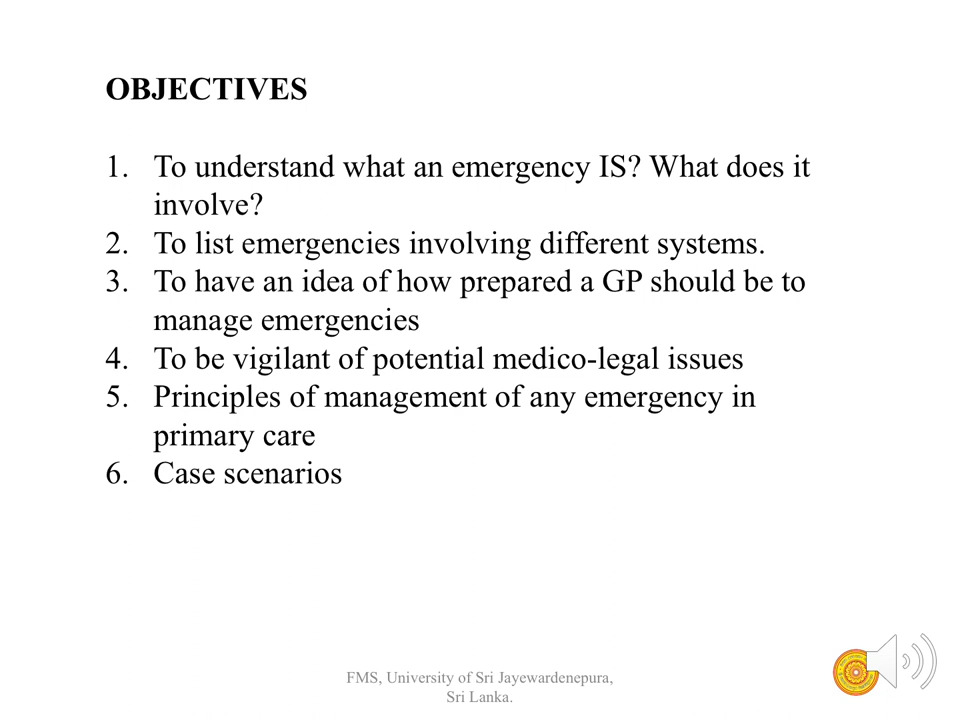 OBJECTIVES
1. To understand what an emergency IS? What does it
involve?
2. To list emergencies involving different systems.
3. To have an idea of how prepared a GP should be to
manage emergencies
4. To be vigilant of potential medico-legal issues
5. Principles of management of any emergency in
primary care
6. Case scenarios
FMS, University of Sri Jayewardenepura,
Sri Lanka.